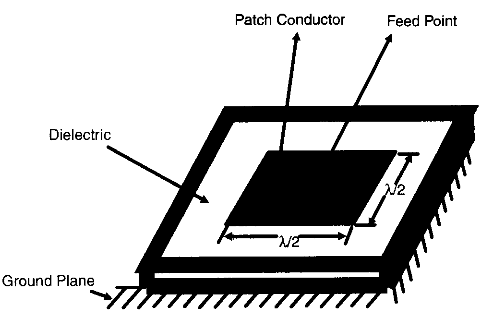 Patch Conductor
Feed Point
Dielectric
λ/2
λ/2
Ground Plane